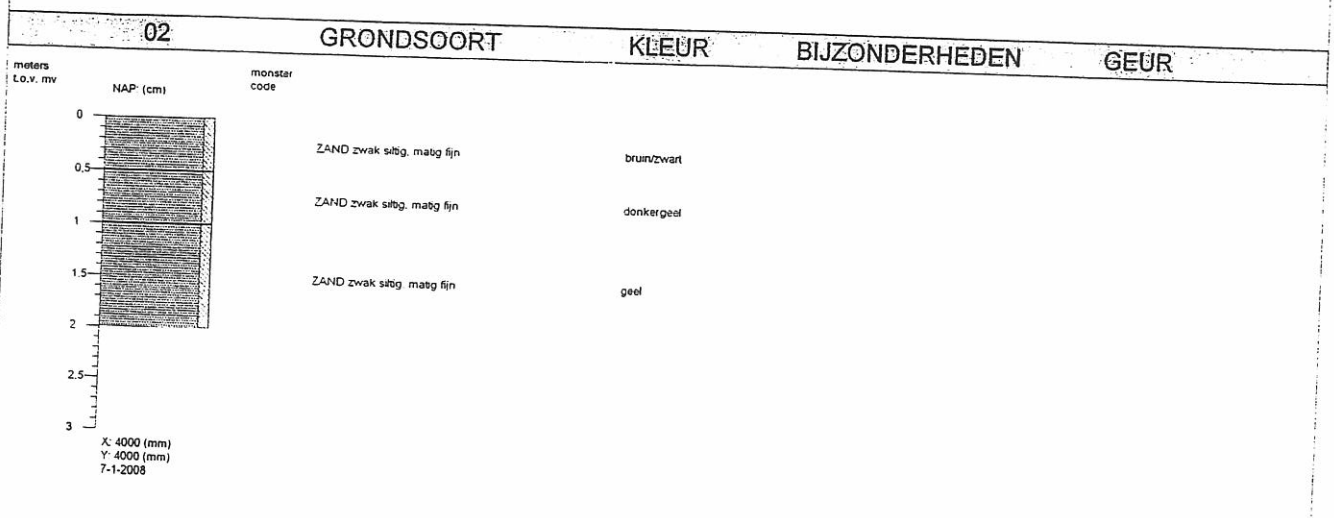 02 GRONDSOORT KLEUR BIJZONDERHEDEN GEUR
meters
t.o.v. mv
NAP: (cm)
monster
code
0
ZAND zwak siltig, matig fijn bruin/zwart
0,5
ZAND zwak siltig, matig fijn donkergeel
1
1.5
ZAND zwak siltig, matig fijn geel
2
2.5
3
X: 4000 (mm)
Y: 4000 (mm)
7-1-2008